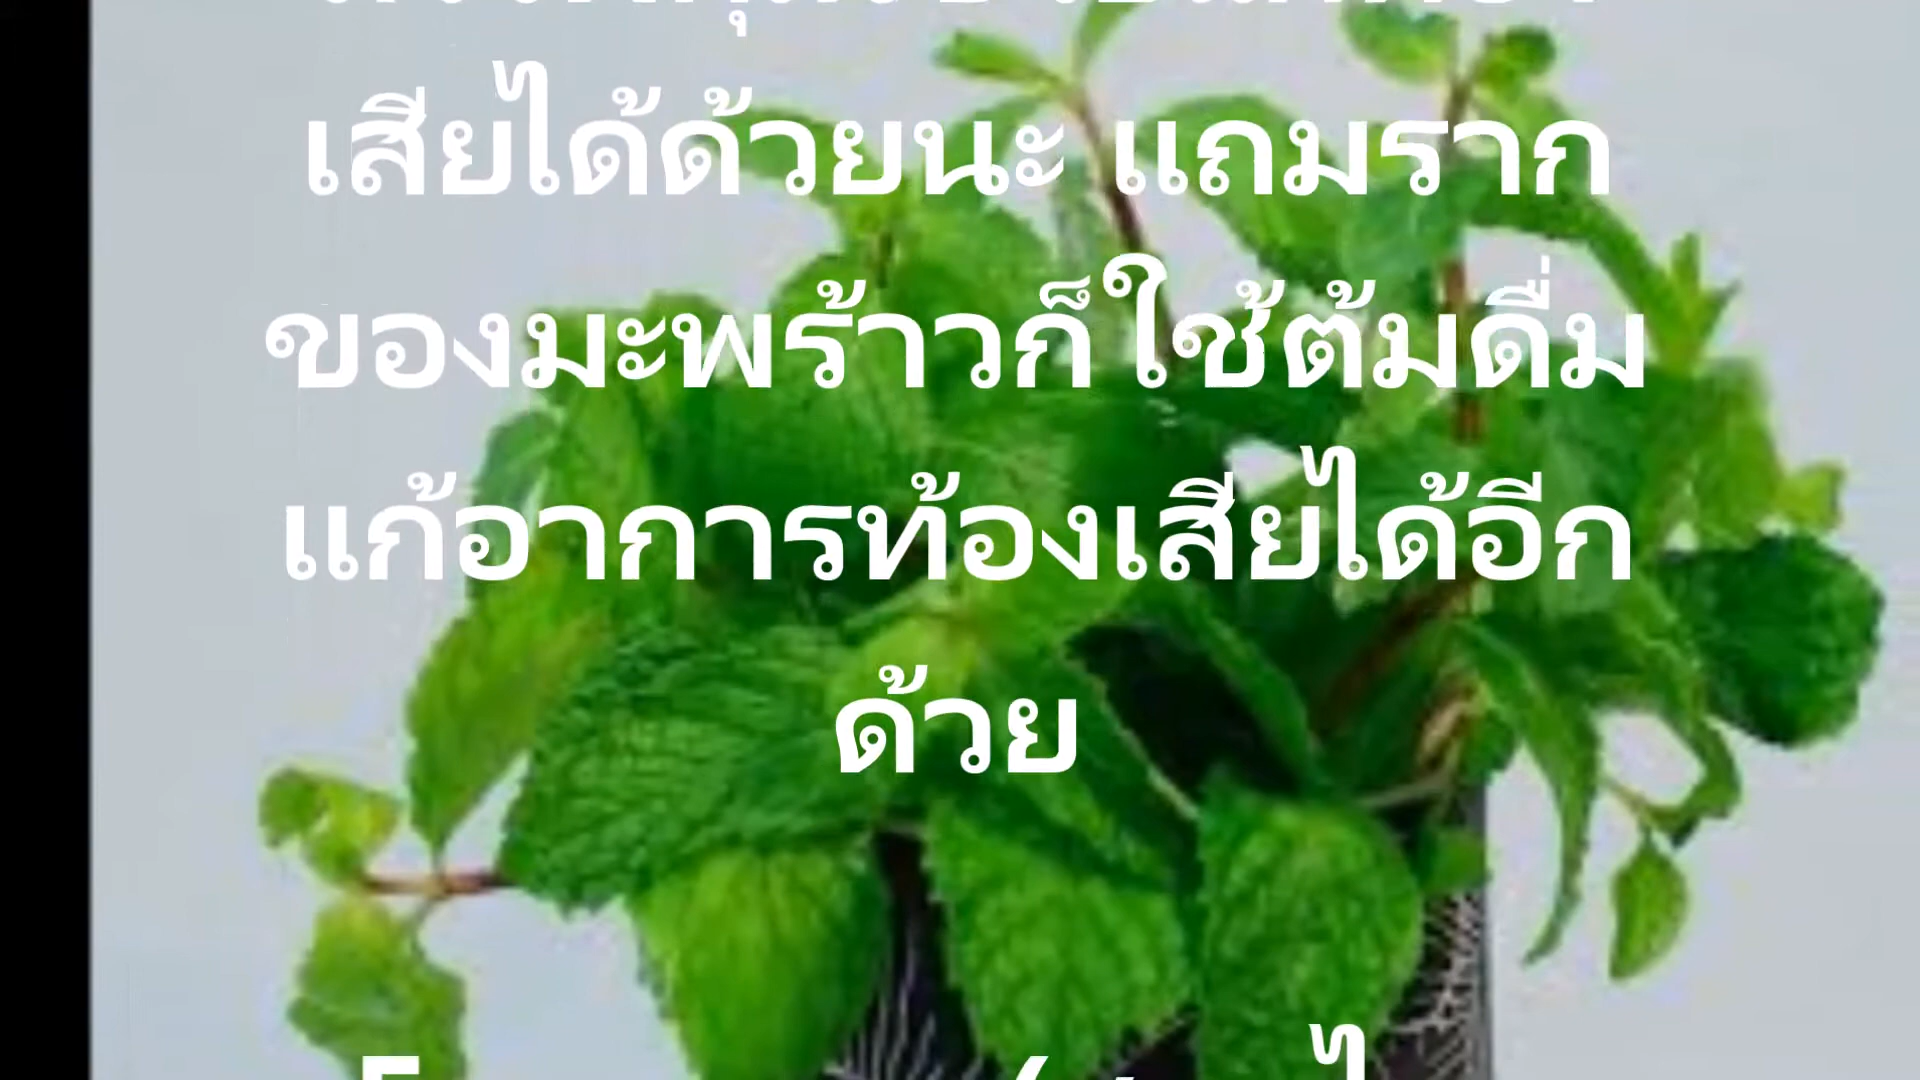 เสียได้ด้วยนะ แถมราก
ของมะพร้าวก็ใช้ต้มดื่ม
แก้อาการท้องเสียได้อีก
ด้วย